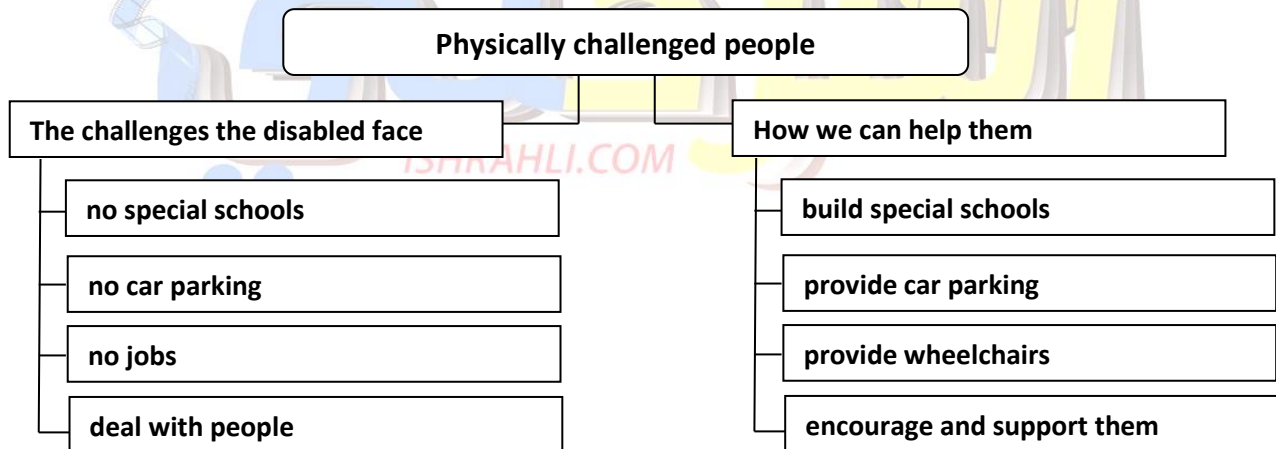 Physically challenged people
The challenges the disabled face
no special schools
no car parking
no jobs
deal with people
How we can help them
build special schools
provide car parking
provide wheelchairs
encourage and support them
ISHRAHLI.COM